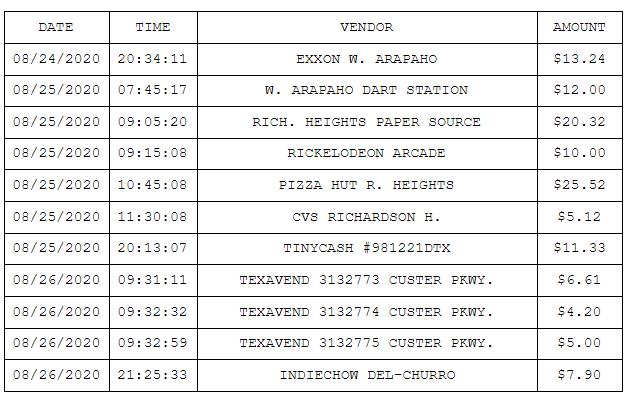 DATE TIME VENDOR AMOUNT
08/24/2020 20:34:11 EXXON W. ARAPAHO $13.24
08/25/2020 07:45:17 W. ARAPAHO DART STATION $12.00
08/25/2020 09:05:20 RICH. HEIGHTS PAPER SOURCE $20.32
08/25/2020 09:15:08 RICKELODEON ARCADE $10.00
08/25/2020 10:45:08 PIZZA HUT R. HEIGHTS $25.52
08/25/2020 11:30:08 CVS RICHARDSON H. $5.12
08/25/2020 20:13:07 TINYCASH #981221DTX $11.33
08/26/2020 09:31:11 TEXAVEND 3132773 CUSTER PKWY. $6.61
08/26/2020 09:32:32 TEXAVEND 3132774 CUSTER PKWY. $4.20
08/26/2020 09:32:59 TEXAVEND 3132775 CUSTER PKWY. $5.00
08/26/2020 21:25:33 INDIECHOW DEL-CHURRO $7.90